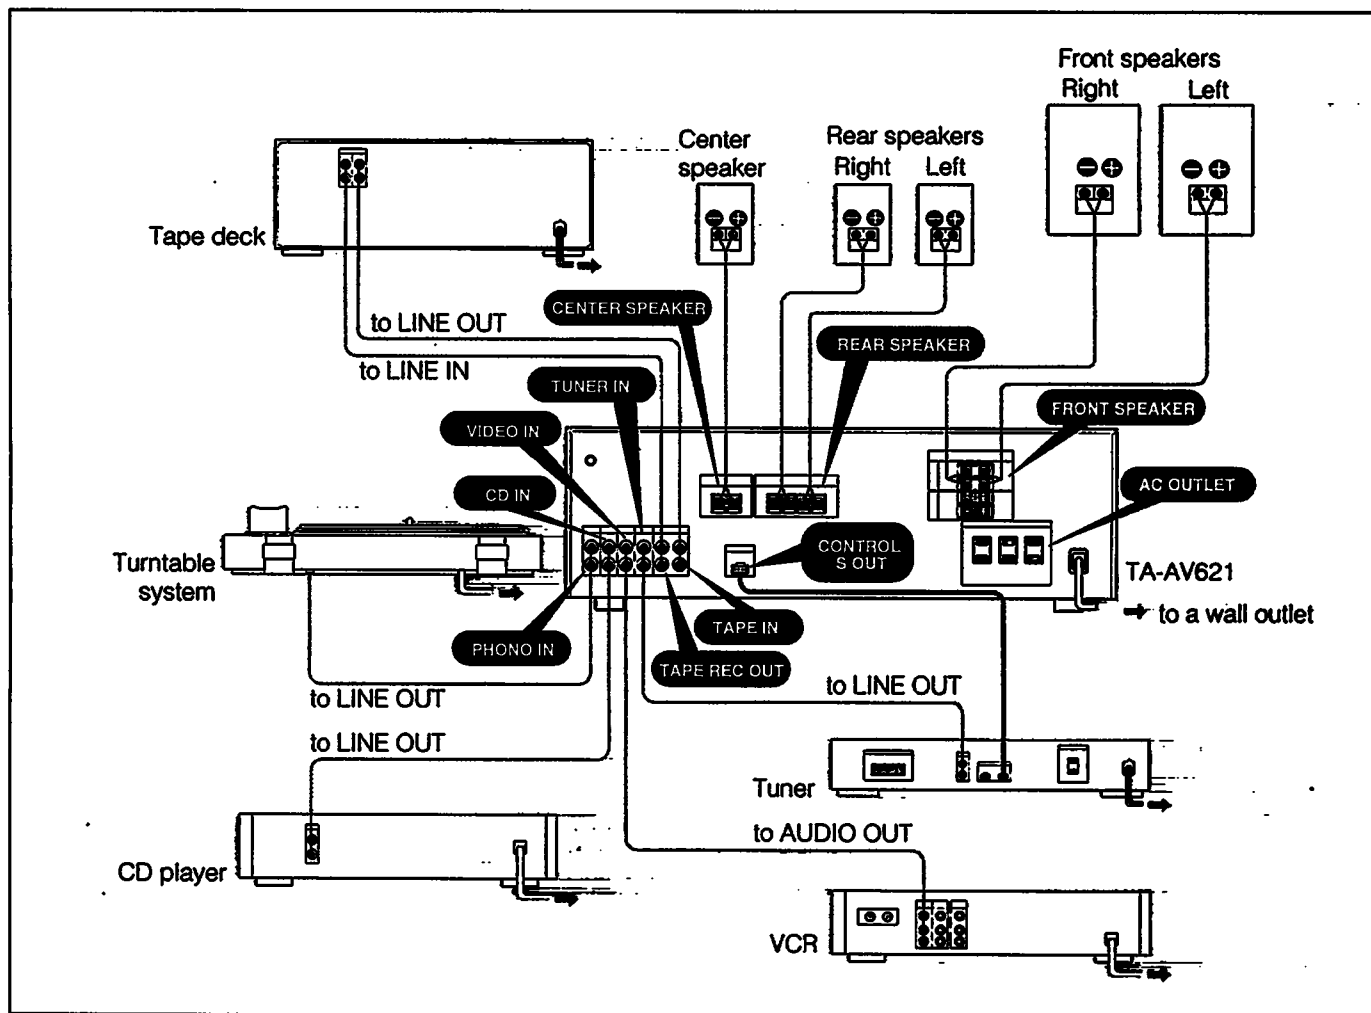 Front speakers
Right
Left
Center
speaker
Rear speakers
Right
Left
Tape deck
to LINE OUT
to LINE IN
CENTER SPEAKER
REAR SPEAKER
TUNER IN
VIDEO IN
CD IN
FRONT SPEAKER
AC OUTLET
CONTROL
S OUT
Turntable
system
TA-AV621
to a wall outlet
PHONO IN
TAPE IN
TAPE REC OUT
to LINE OUT
to LINE OUT
to LINE OUT
Tuner
to AUDIO OUT
CD player
VCR